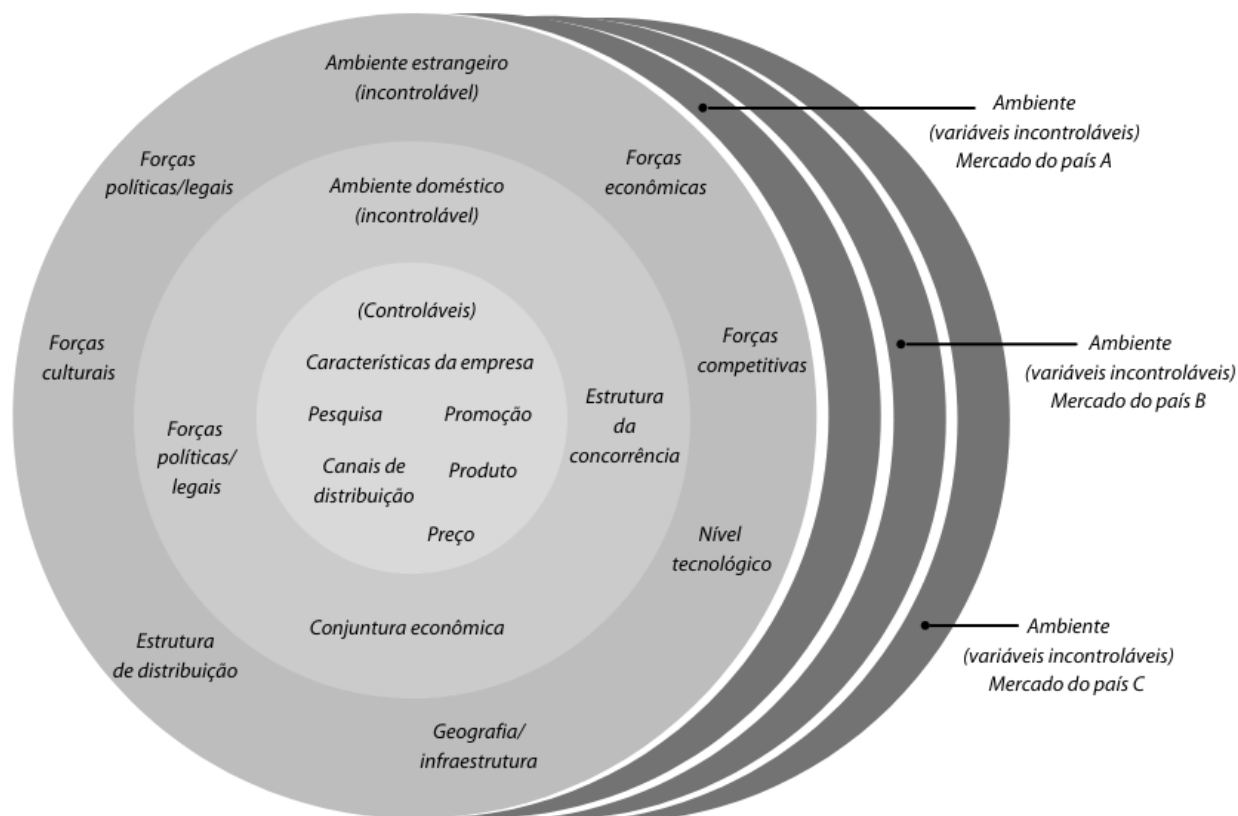 Ambiente estrangeiro
(incontrolável)
Forças
políticas/legais
Forças
econômicas
Ambiente doméstico
(incontrolável)
(Controláveis)
Forças
culturais
Forças
competitivas
Características da empresa
Pesquisa
Promoção
Estrutura
da
concorrência
Forças
políticas/
legais
Canais de
distribuição
Produto
Preço
Nível
tecnológico
Conjuntura econômica
Estrutura
de distribuição
Geografia/
infraestrutura
Ambiente
(variáveis incontroláveis)
Mercado do país A
Ambiente
(variáveis incontroláveis)
Mercado do país B
Ambiente
(variáveis incontroláveis)
Mercado do país C